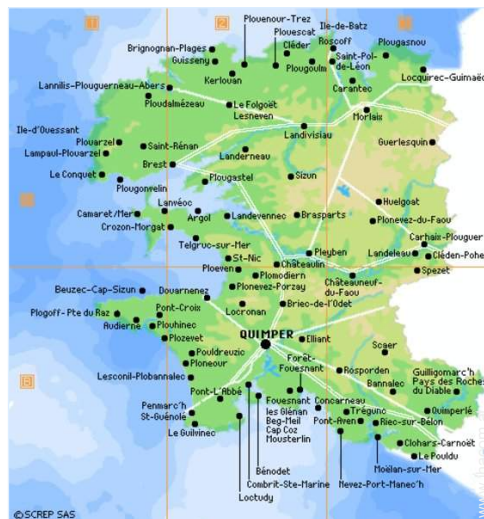 1
2
3
A
B
Plouenour-Trez
Plouescat
Cléder
Ile-de-Batz
Roscoff
Plougasnou
Brignognan-Plages
Guisseny
Kerlouan
Plougoulm
Saint-Pol-
de-Léon
Locquirec-Guimaëc
Lannilis-Plouguerneau-Abers
Carantec
Ploudalmézeau
Le Folgoët
Lesneven
Morlaix
Landivisiau
Ile-d'Ouessant
Plouarzel
Saint-Rénan
Guerlesquin
Lampaul-Plouarzel
Landerneau
Brest
Le Conquet
Plougonvelin
Plougastel
Sizun
Lanvéoc
Huelgoat
Camaret/Mer
Argol
Landevennec
Brasparts
Plonevez-du-Faou
Crozon-Morgat
Telgruc-sur-Mer
Carhaix-Plouguer
Pleyben
Landeleau
Cléden-Pohe
St-Nic
Châteaulin
Ploeven
Plomodiern
Spezet
Châteauneuf-
du-Faou
Beuzec-Cap-Sizun
Douarnenez
Plonevez-Porzay
Plogoff-Pte du Raz
Pont-Croix
Locronan
Briec-de-l'Odet
Audierne
Plouhinec
Plozevet
QUIMPER
Elliant
Scaer
Pouldreuzic
Ploneour
Forêt-
Fouesnant
Rosporden
Guilligomarc'h
Pays des Roches
du Diable
Lesconil-Plobannalec
Bannalec
Pont-L'Abbé
Fouesnant
les Glénan
Beg-Meil
Cap Coz
Mousterlin
Concarneau
Trégunc
Pont-Aven
Riec-sur-Bélon
Quimperlé
Penmarc'h
St-Guénolé
Le Guilvinec
Clohars-Carnoët
Le Pouldu
Bénodet
Combrit-Ste-Marine
Loctudy
Moëlan-sur-Mer
Nevez-Port-Manec'h
©SCREP SAS